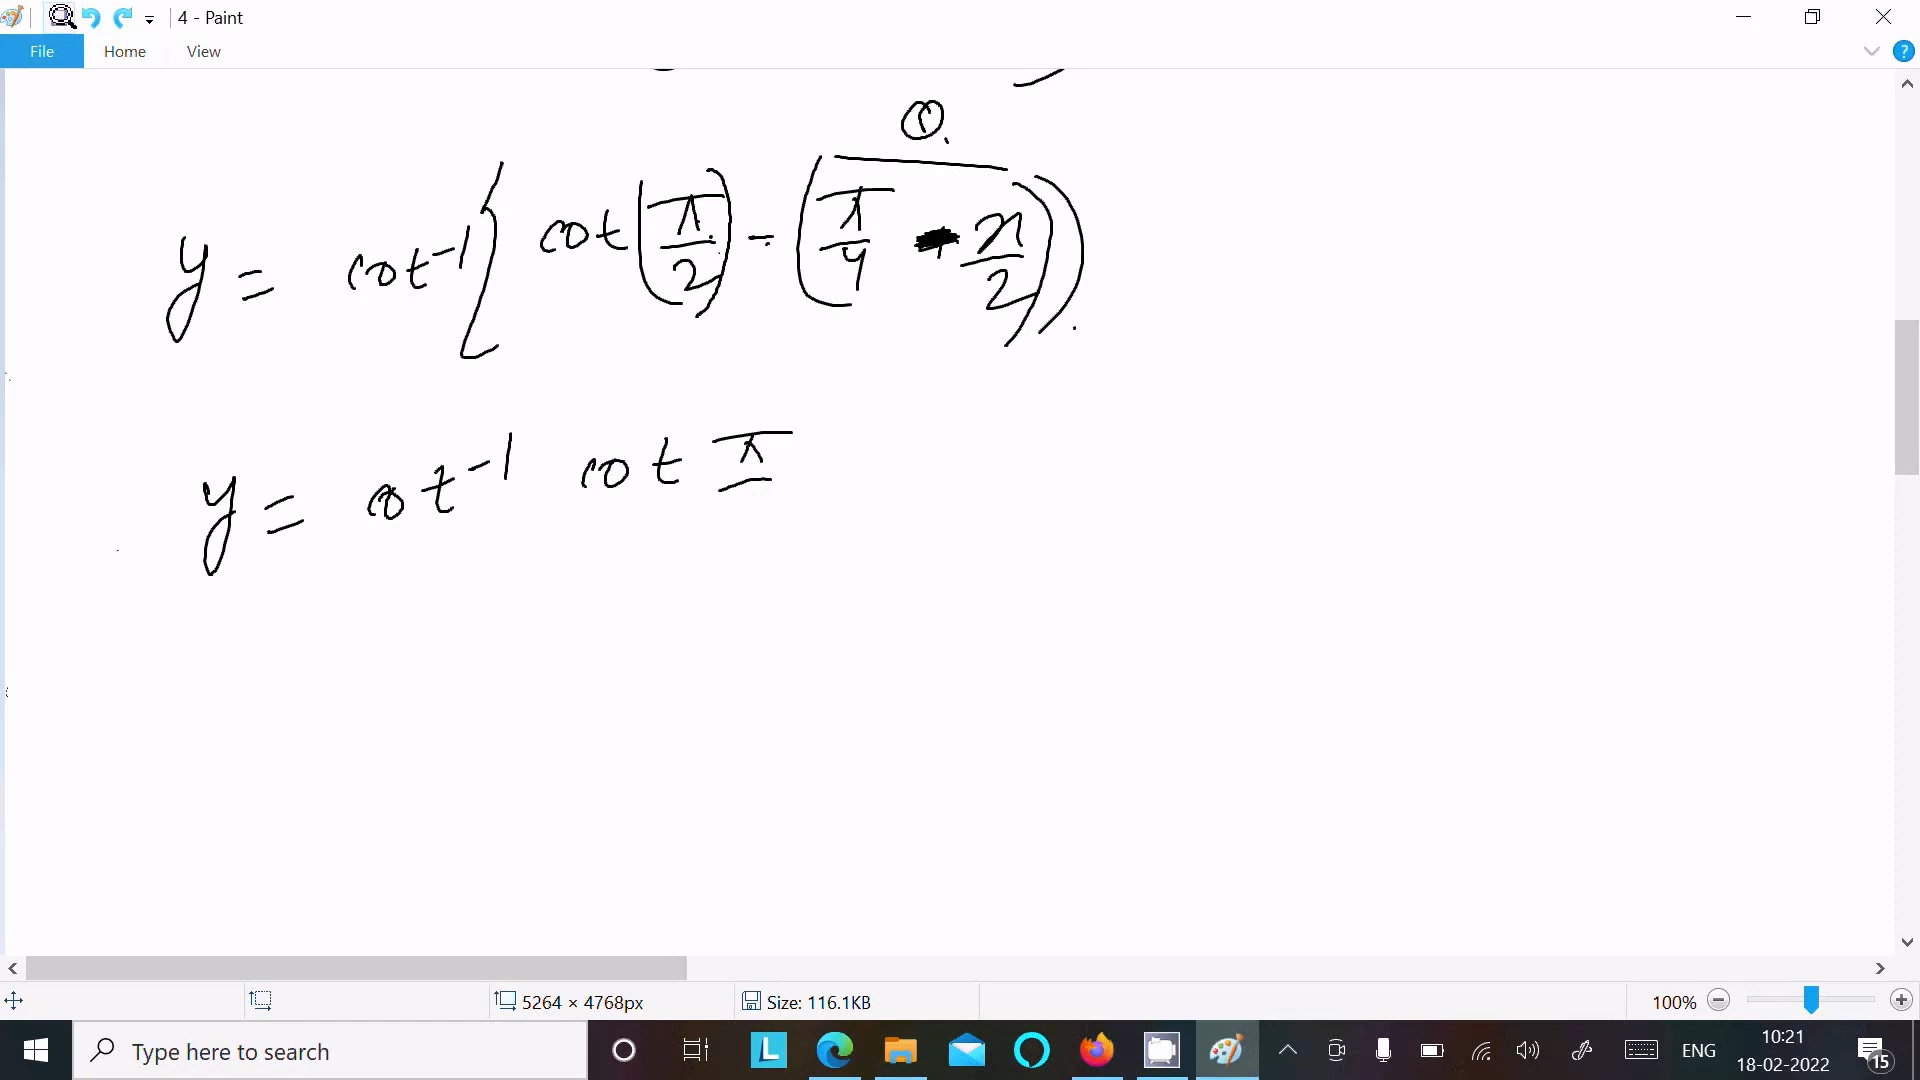 4 - Paint
File Home View
θ.
y = cot⁻¹{ cot(π/2) - (π/4 - x/2))
y = cot⁻¹ cot π
5264 × 4768px Size: 116.1KB 100%
Type here to search L ENG 10:21 18-02-2022 15